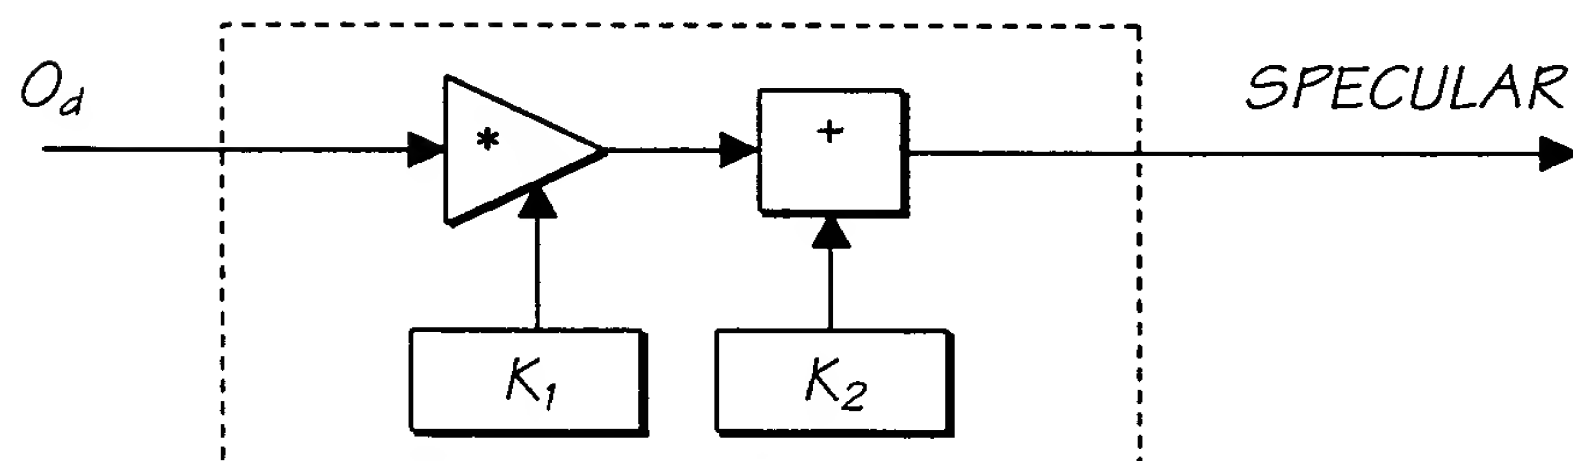 O_d
SPECULAR
*
+
K_1
K_2